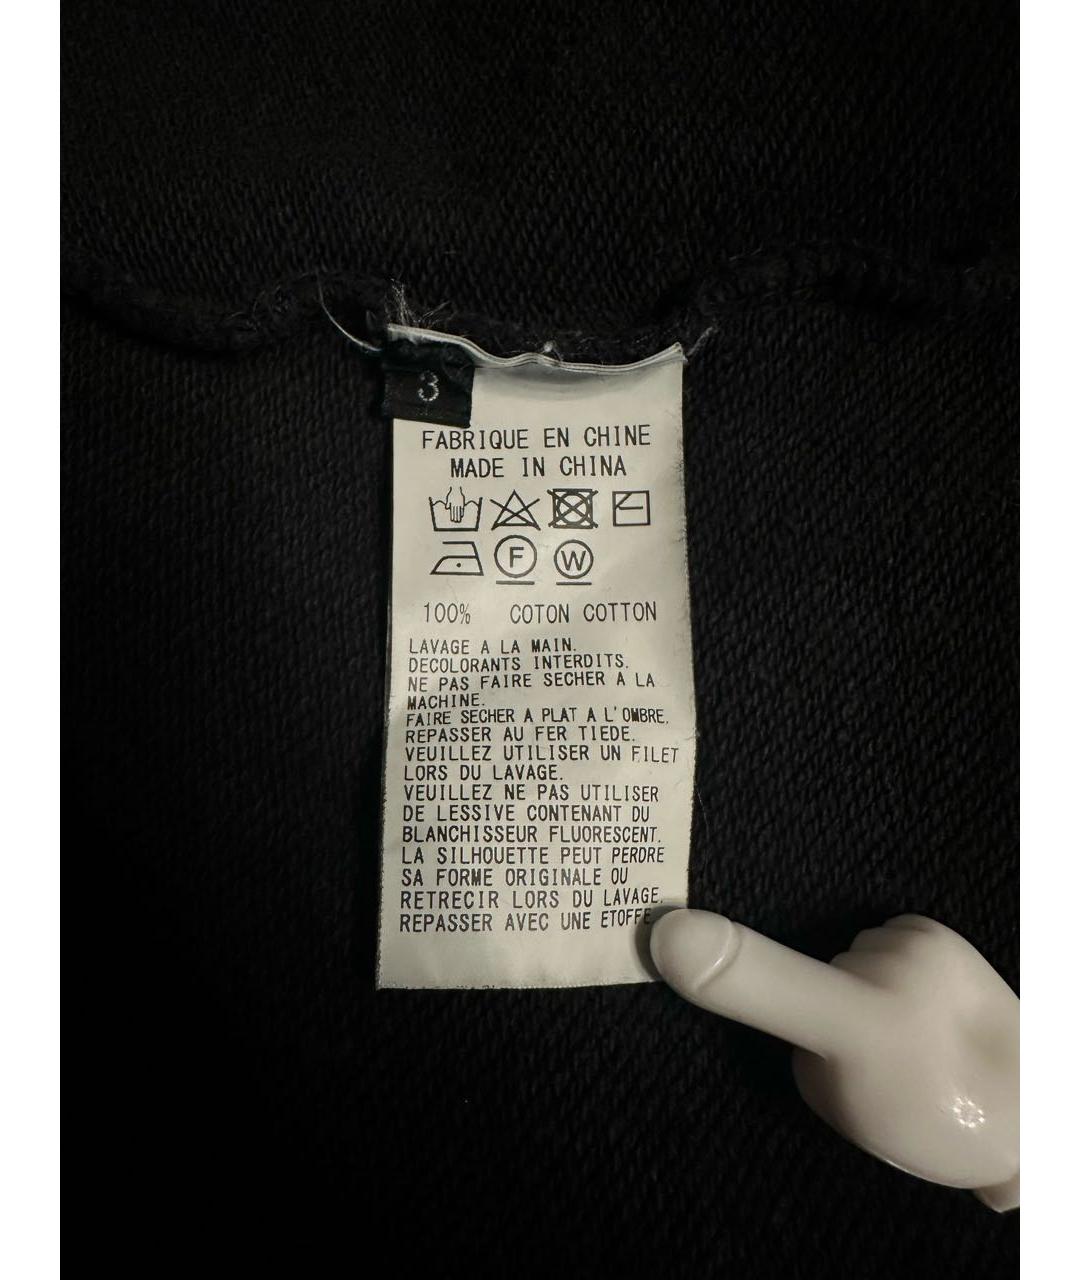 3
FABRIQUE EN CHINE
MADE IN CHINA
F W
100% COTON COTTON
LAVAGE A LA MAIN.
DECOLORANTS INTERDITS.
NE PAS FAIRE SECHER A LA
MACHINE.
FAIRE SECHER A PLAT A L'OMBRE.
REPASSER AU FER TIEDE.
VEUILLEZ UTILISER UN FILET
LORS DU LAVAGE.
VEUILLEZ NE PAS UTILISER
DE LESSIVE CONTENANT DU
BLANCHISSEUR FLUORESCENT.
LA SILHOUETTE PEUT PERDRE
SA FORME ORIGINALE OU
RETRECIR LORS DU LAVAGE.
REPASSER AVEC UNE ETOFFE